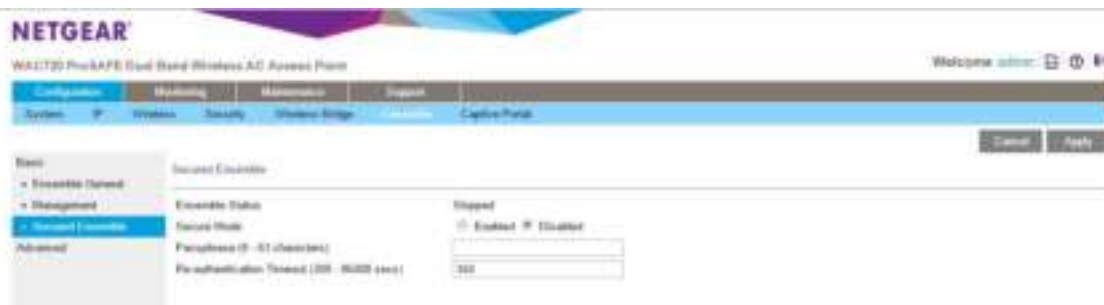 NETGEAR
WAC720 ProSAFE Dual Band Wireless AC Access Point
Welcome admin
Configuration Monitoring Maintenance Support
System IP Wireless Security Wireless Bridge Ensemble Captive Portal
Cancel Apply
Basic
Ensemble General
Management
Secured Ensemble
Advanced
Secured Ensemble
Ensemble Status Stopped
Secure Mode Enabled Disabled
Passphrase (8 - 63 characters)
Re-authentication Timeout (300 - 86400 secs)